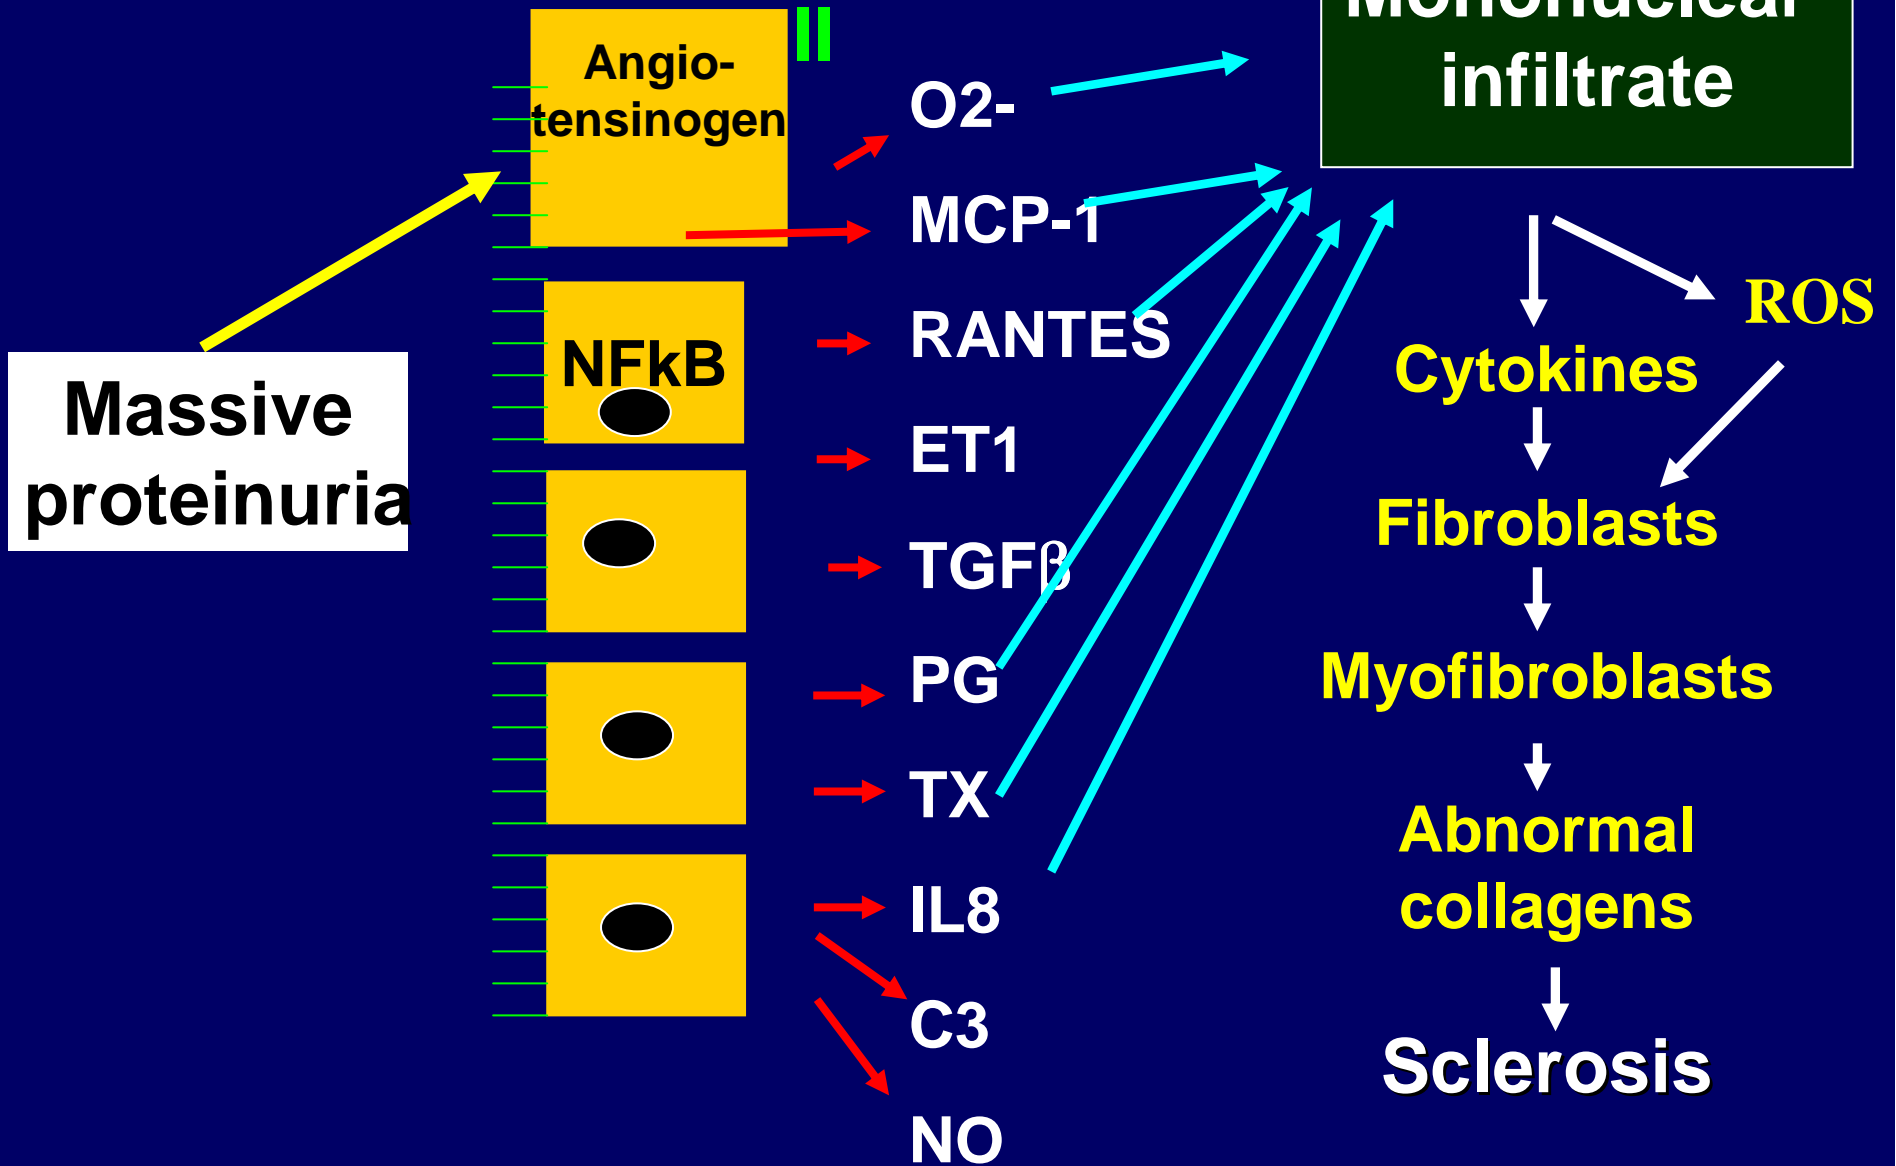 Massive
proteinuria
Angio-
tensinogen
II
NFkB
O2-
MCP-1
RANTES
ET1
TGFβ
PG
TX
IL8
C3
NO
Mononuclear
infiltrate
ROS
Cytokines
Fibroblasts
Myofibroblasts
Abnormal
collagens
Sclerosis